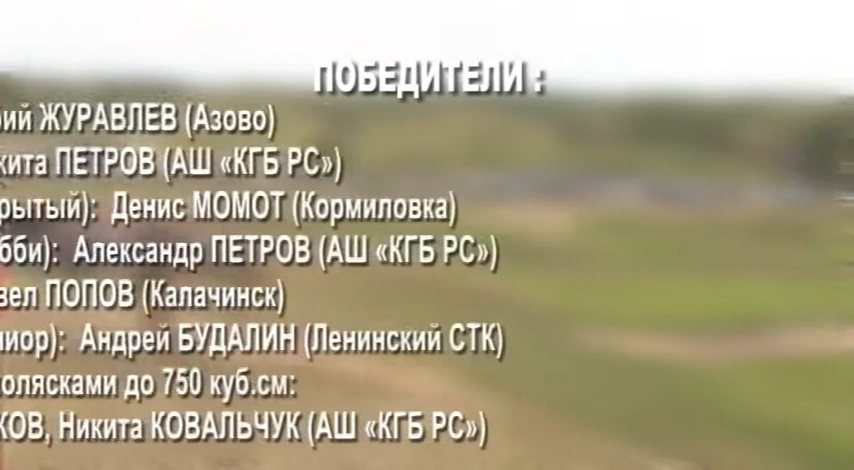 ПОБЕДИТЕЛИ :
рий ЖУРАВЛЕВ (Азово)
кита ПЕТРОВ (АШ «КГБ РС»)
рытый): Денис МОМОТ (Кормиловка)
бби): Александр ПЕТРОВ (АШ «КГБ РС»)
вел ПОПОВ (Калачинск)
ниор): Андрей БУДАЛИН (Ленинский СТК)
колясками до 750 куб.см:
КОВ, Никита КОВАЛЬЧУК (АШ «КГБ РС»)